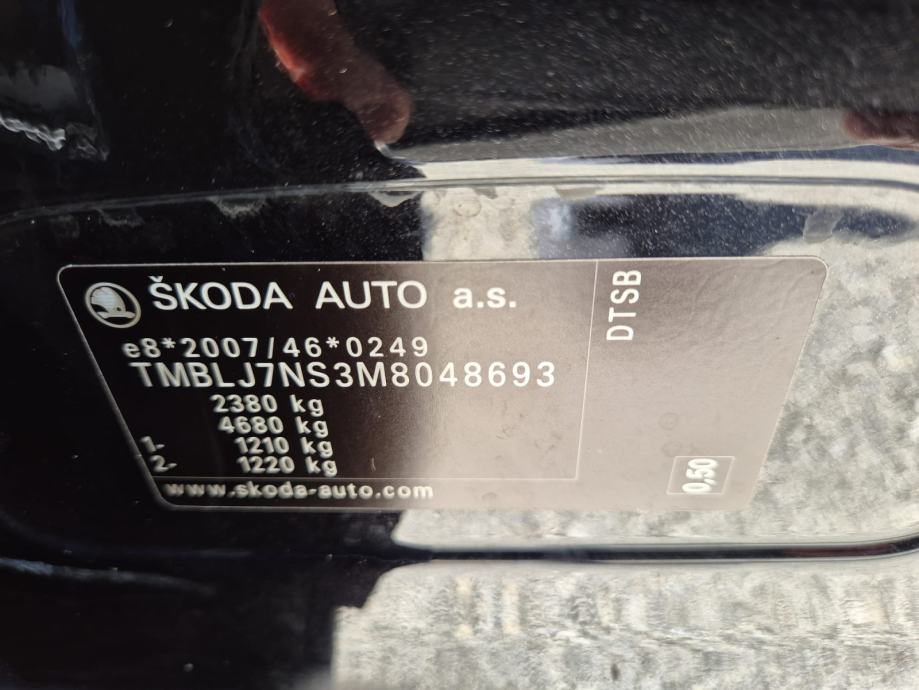 ŠKODA AUTO a.s.
e8*2007/46*0249
TMBLJ7NS3M8048693
2380 kg
4680 kg
1- 1210 kg
2- 1220 kg
www.skoda-auto.com
DTSB
0,50